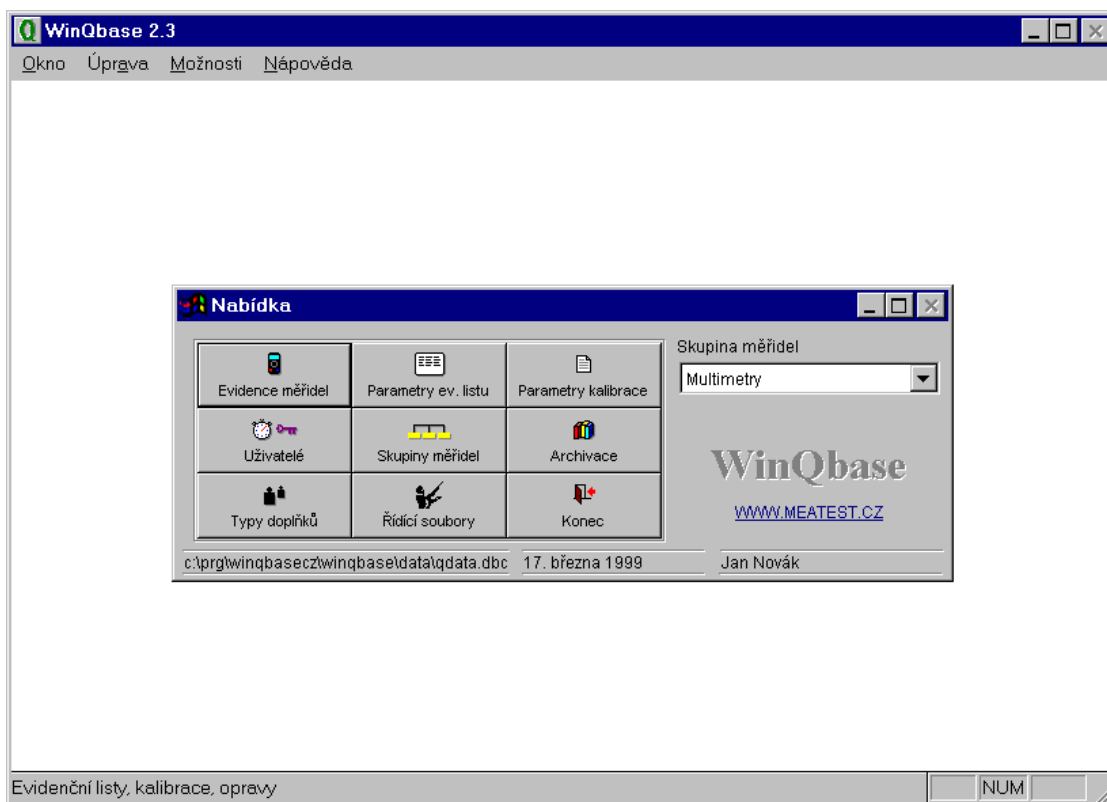 WinQbase 2.3
Okno Úprava Možnosti Nápověda
Nabídka
Evidence měřidel Parametry ev. listu Parametry kalibrace
Uživatelé Skupiny měřidel Archivace
Typy doplňků Řídící soubory Konec
Skupina měřidel
Multimetry
WinQbase
WWW.MEATEST.CZ
c:\prg\winqbasecz\winqbase\data\qdata.dbc 17. března 1999 Jan Novák
Evidenční listy, kalibrace, opravy NUM